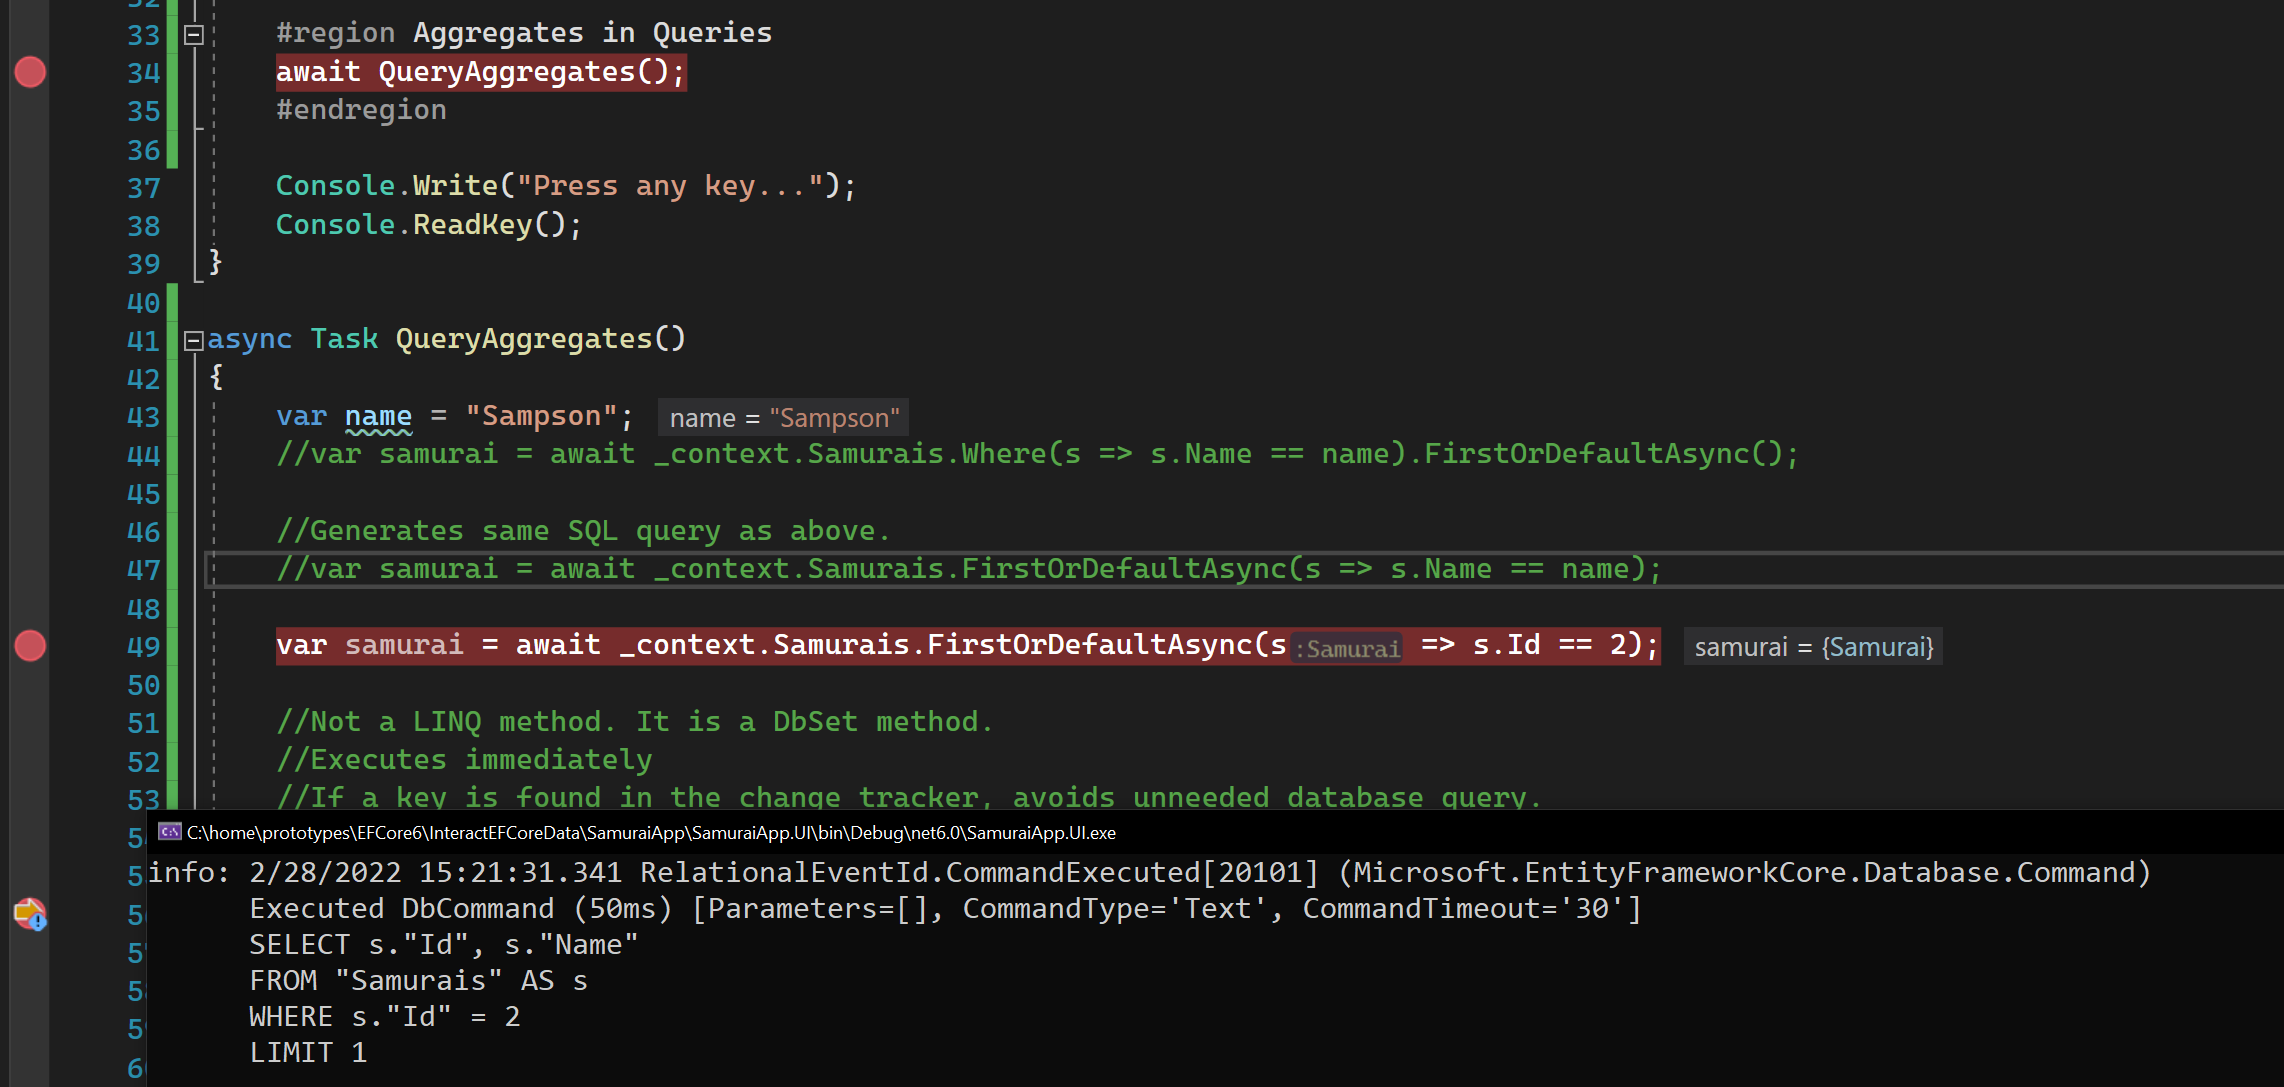 33 #region Aggregates in Queries
34 await QueryAggregates();
35 #endregion
36
37 Console.Write("Press any key...");
38 Console.ReadKey();
39 }
40
41 async Task QueryAggregates()
42 {
43 var name = "Sampson"; name = "Sampson"
44 //var samurai = await _context.Samurais.Where(s => s.Name == name).FirstOrDefaultAsync();
45
46 //Generates same SQL query as above.
47 //var samurai = await _context.Samurais.FirstOrDefaultAsync(s => s.Name == name);
48
49 var samurai = await _context.Samurais.FirstOrDefaultAsync(s :Samurai => s.Id == 2); samurai = {Samurai}
50
51 //Not a LINQ method. It is a DbSet method.
52 //Executes immediately
53 //If a key is found in the change tracker, avoids unneeded database query.
C:\home\prototypes\EFCore6\InteractEFCoreData\SamuraiApp\SamuraiApp.UI\bin\Debug\net6.0\SamuraiApp.UI.exe
info: 2/28/2022 15:21:31.341 RelationalEventId.CommandExecuted[20101] (Microsoft.EntityFrameworkCore.Database.Command)
Executed DbCommand (50ms) [Parameters=[], CommandType='Text', CommandTimeout='30']
SELECT s."Id", s."Name"
FROM "Samurais" AS s
WHERE s."Id" = 2
LIMIT 1